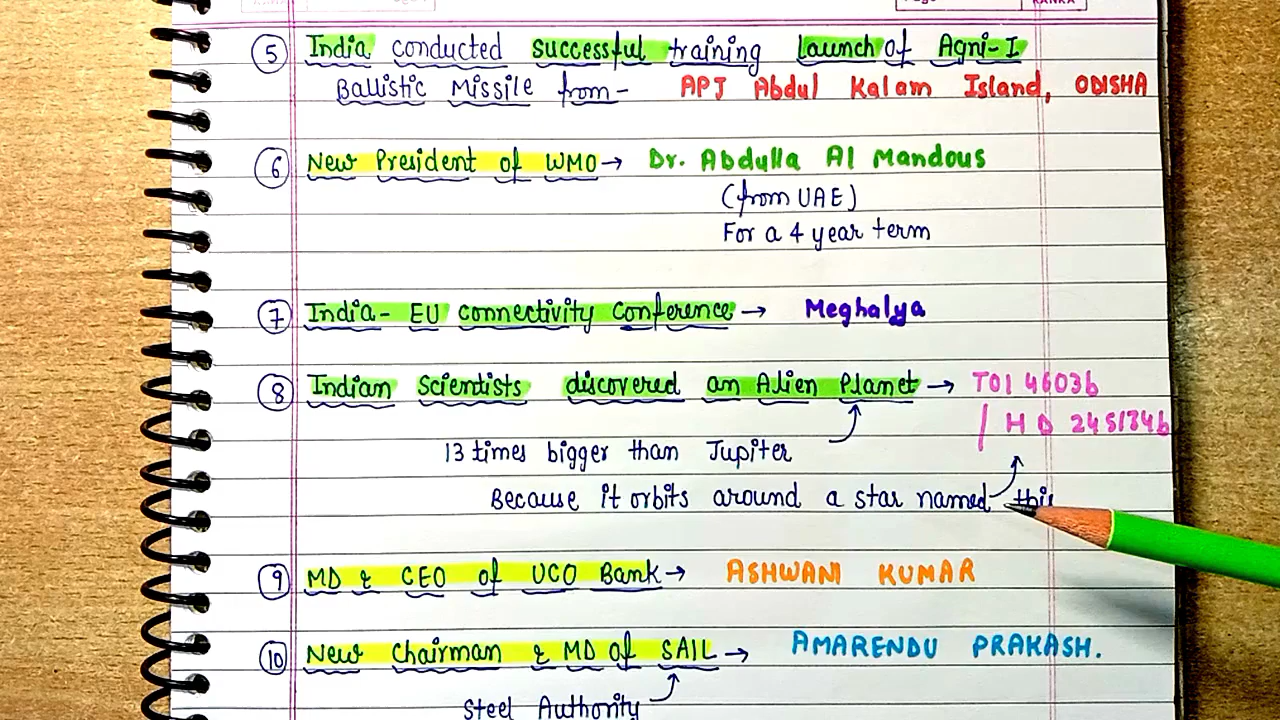 ⑤ India conducted successful training launch of Agni-I
Ballistic Missile from- APJ Abdul Kalam Island, ODISHA
⑥ New President of WMO→ Dr. Abdulla Al Mandous
(from UAE)
For a 4 year term
⑦ India-EU connectivity Conference→ Meghalya
⑧ Indian scientists discovered an Alien Planet→ TOI 4603b
/ HD 245134b
13 times bigger than Jupiter
Because it orbits around a star named this
⑨ MD & CEO of UCO Bank→ ASHWANI KUMAR
⑩ New Chairman & MD of SAIL→ AMARENDU PRAKASH.
Steel Authority